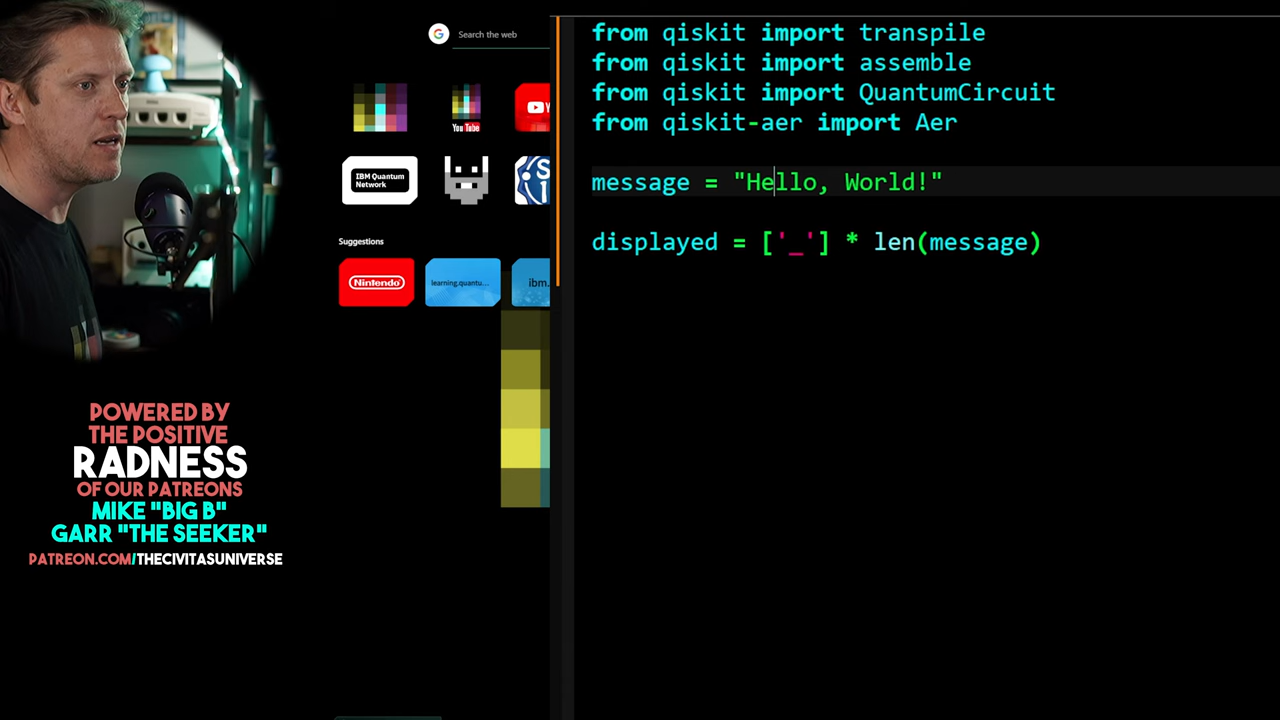 Search the web
You Tube
IBM Quantum
Network
Suggestions
Nintendo
learning.quantu...
ibm.
from qiskit import transpile
from qiskit import assemble
from qiskit import QuantumCircuit
from qiskit-aer import Aer
message = "Hello, World!"
displayed = ['_'] * len(message)
POWERED BY
THE POSITIVE
RADNESS
OF OUR PATREONS
MIKE "BIG B"
GARR "THE SEEKER"
PATREON.COM/THECIVITASUNIVERSE